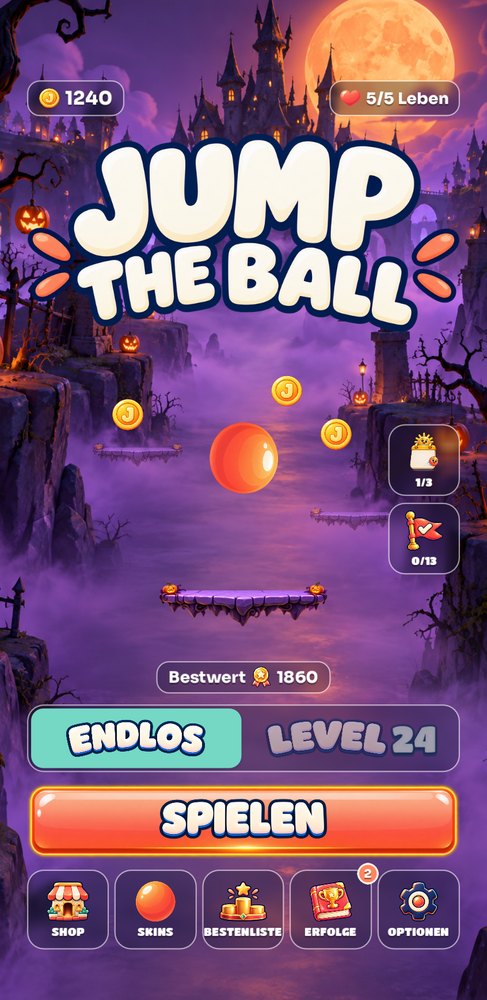 1240
5/5 Leben
JUMP
THE BALL
J
J
J
1/3
0/13
Bestwert 1860
ENDLOS
LEVEL 24
SPIELEN
2
SHOP
SKINS
BESTENLISTE
ERFOLGE
OPTIONEN